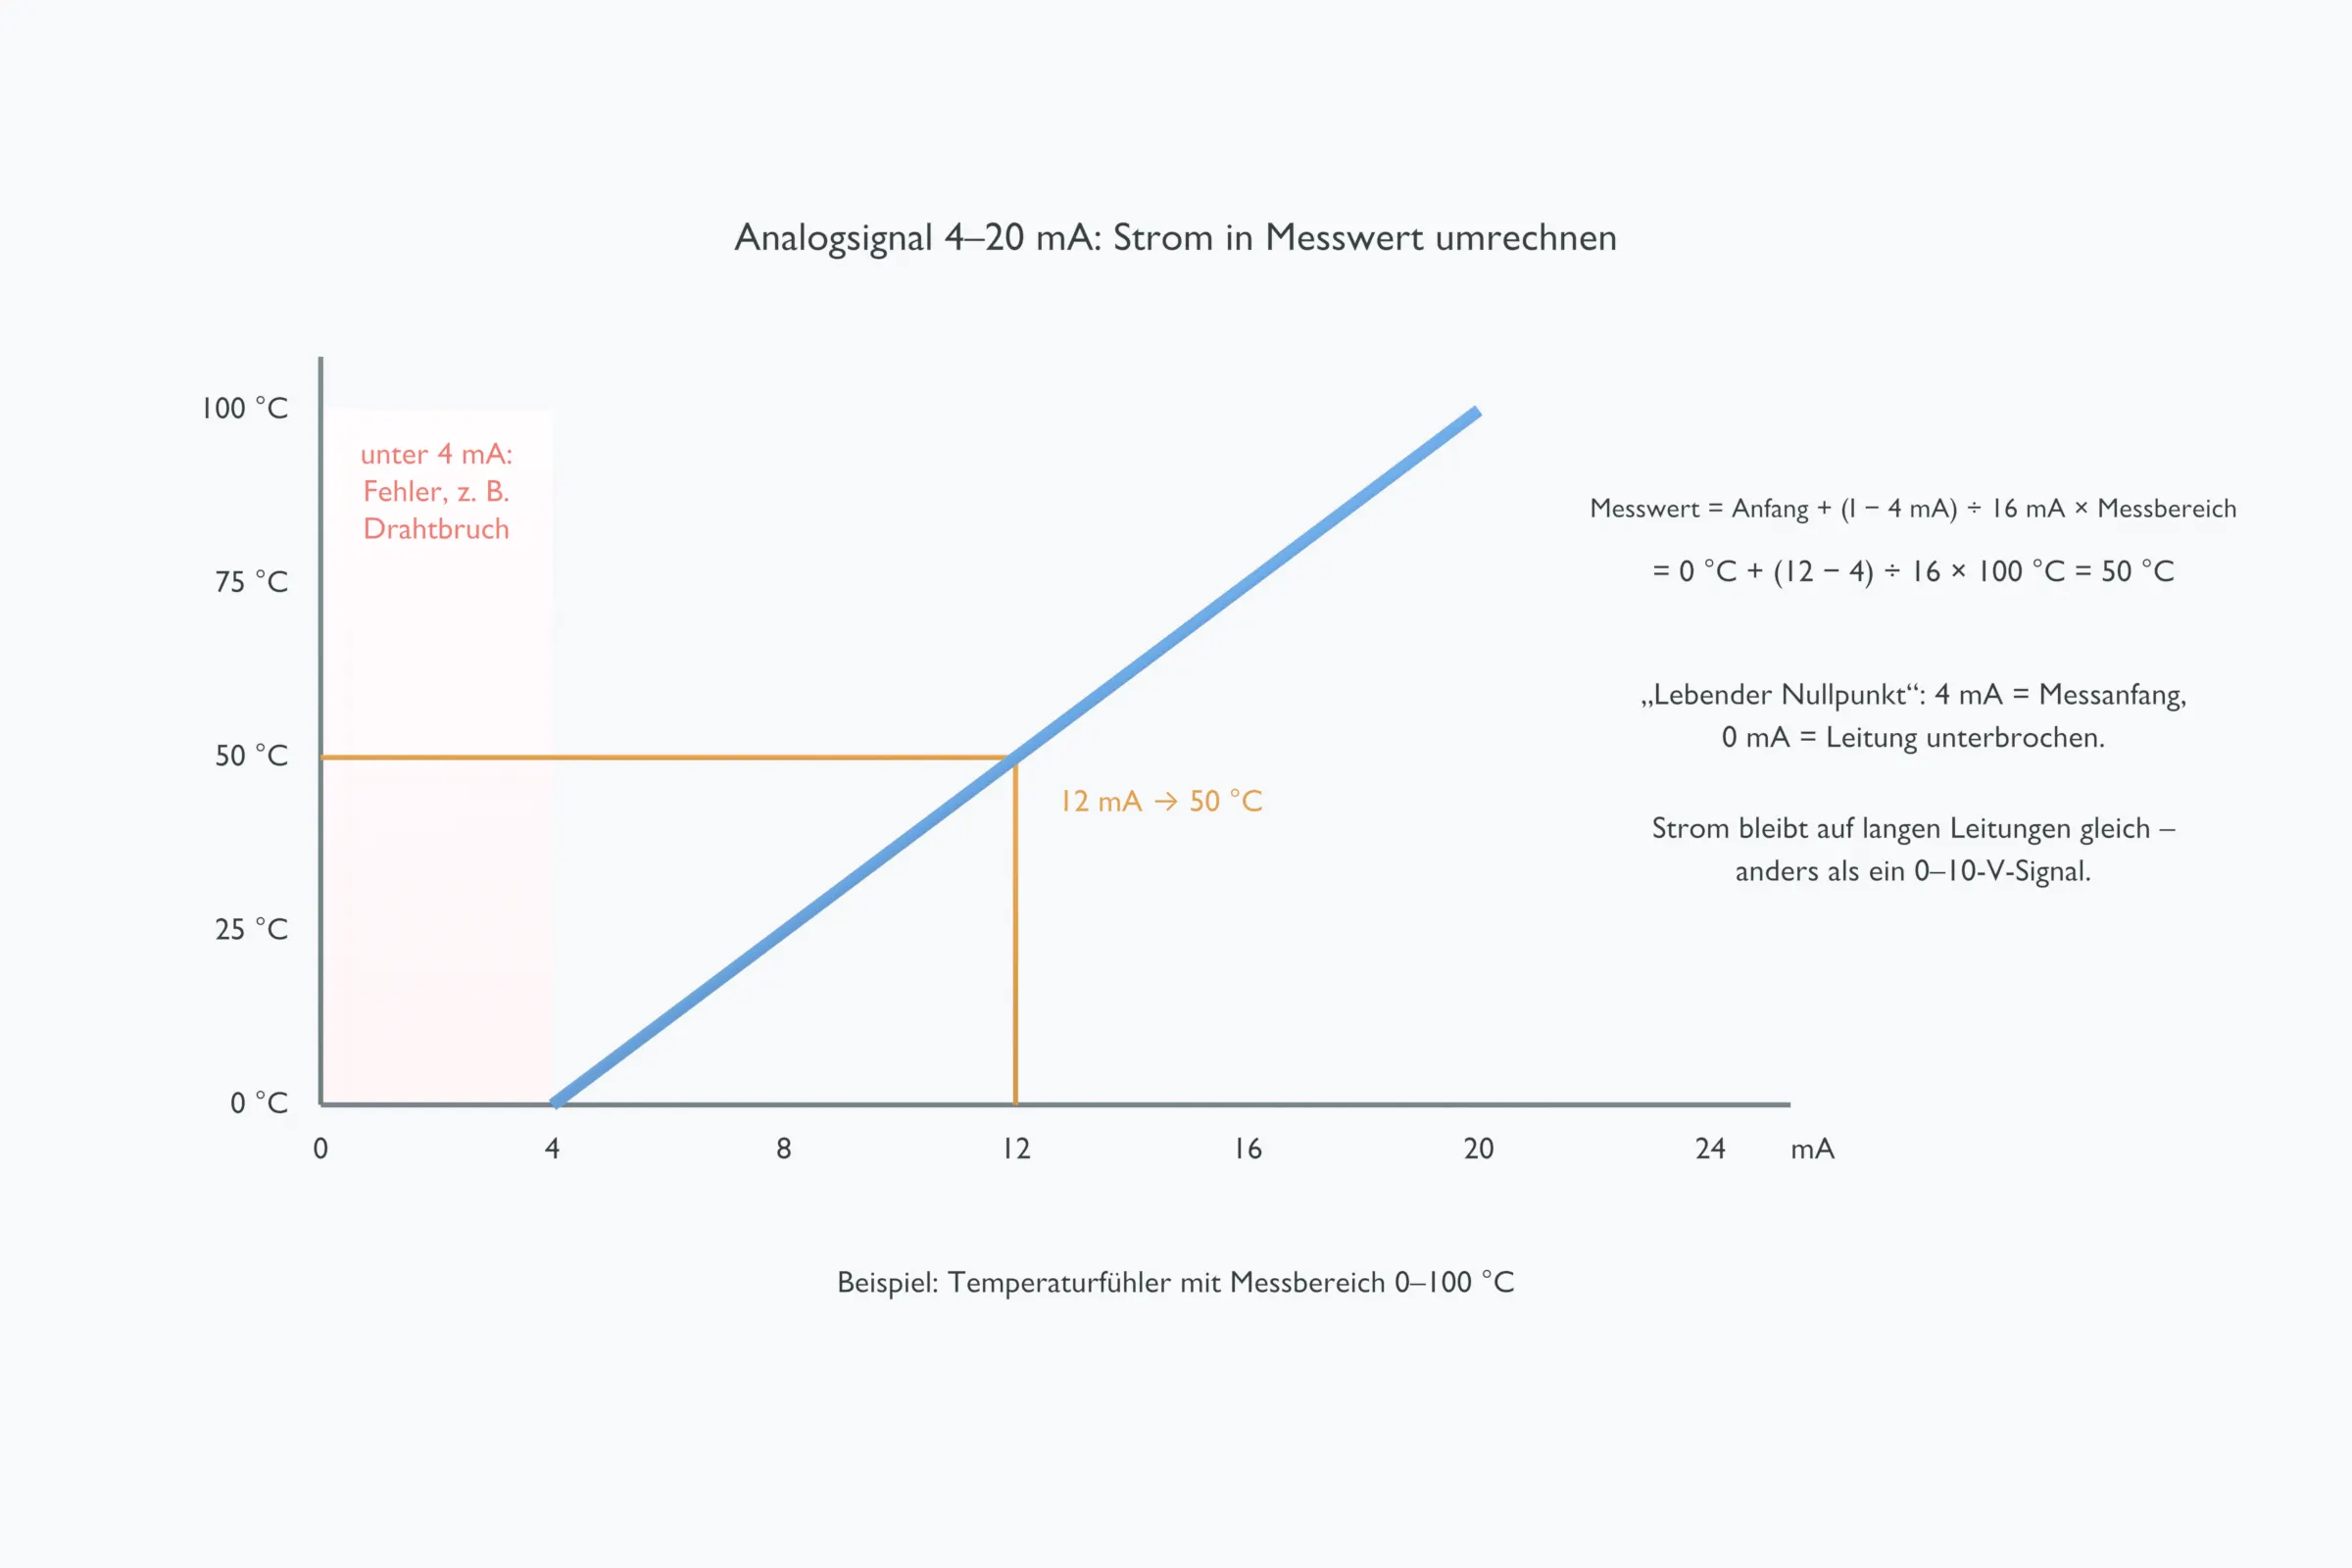 Analogsignal 4–20 mA: Strom in Messwert umrechnen
100 °C
75 °C
50 °C
25 °C
0 °C
unter 4 mA:
Fehler, z. B.
Drahtbruch
12 mA → 50 °C
0 4 8 12 16 20 24 mA
Messwert = Anfang + (I − 4 mA) ÷ 16 mA × Messbereich
= 0 °C + (12 − 4) ÷ 16 × 100 °C = 50 °C
„Lebender Nullpunkt“: 4 mA = Messanfang,
0 mA = Leitung unterbrochen.
Strom bleibt auf langen Leitungen gleich –
anders als ein 0–10-V-Signal.
Beispiel: Temperaturfühler mit Messbereich 0–100 °C